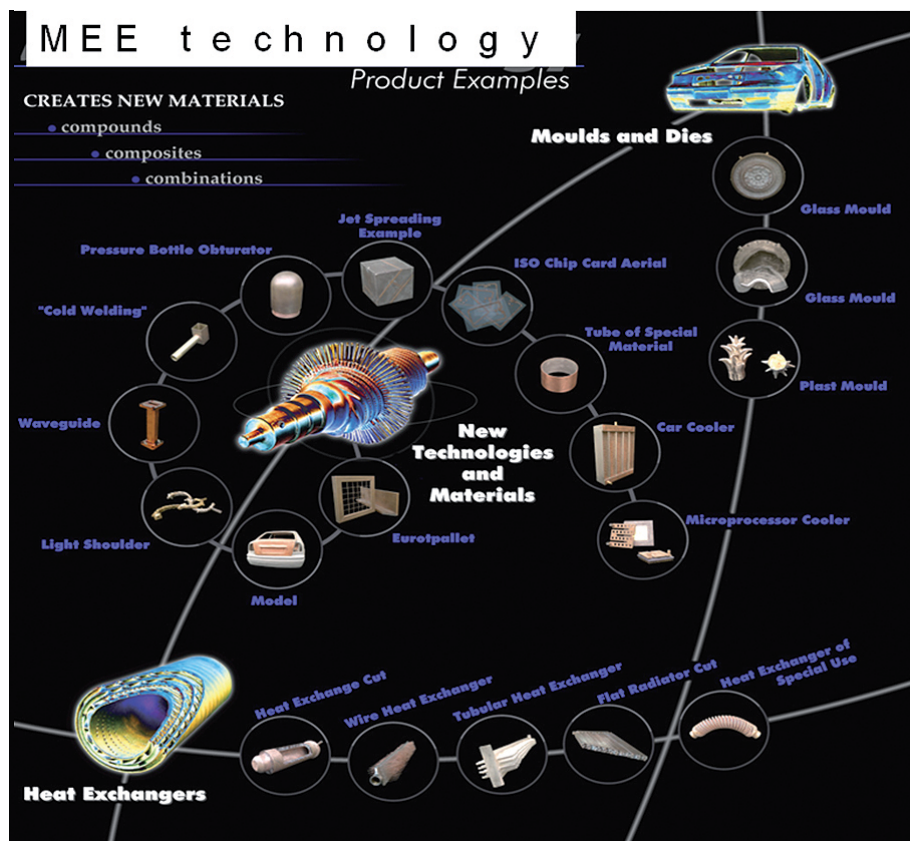 MEE technology
Product Examples
CREATES NEW MATERIALS
• compounds
• composites
• combinations
Moulds and Dies
Glass Mould
Glass Mould
Plast Mould
Jet Spreading
Example
Pressure Bottle Obturator
ISO Chip Card Aerial
"Cold Welding"
Tube of Special
Material
Waveguide
Car Cooler
New
Technologies
and
Materials
Light Shoulder
Eurotpallet
Microprocessor Cooler
Model
Heat Exchange Cut
Wire Heat Exchanger
Tubular Heat Exchanger
Flat Radiator Cut
Heat Exchanger of
Special Use
Heat Exchangers